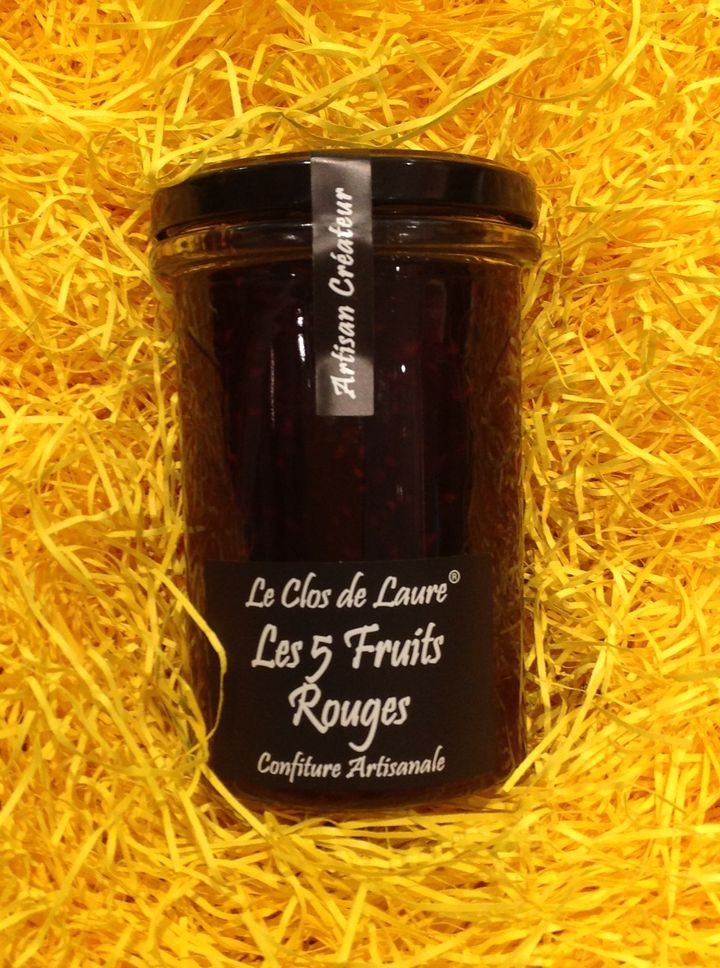 Artisan Créateur
Le Clos de Laure®
Les 5 Fruits
Rouges
Confiture Artisanale